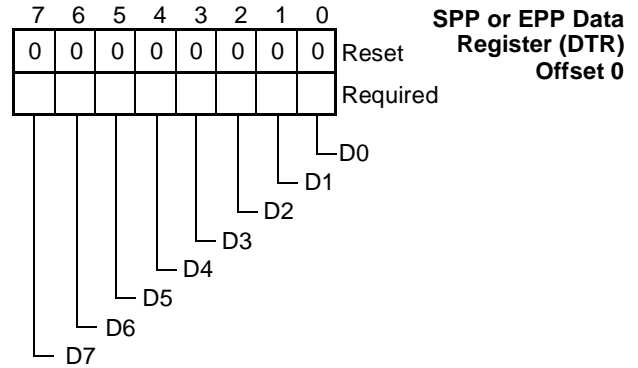 7 6 5 4 3 2 1 0
SPP or EPP Data
Register (DTR)
Offset 0
0 0 0 0 0 0 0 0 Reset
Required
D0
D1
D2
D3
D4
D5
D6
D7